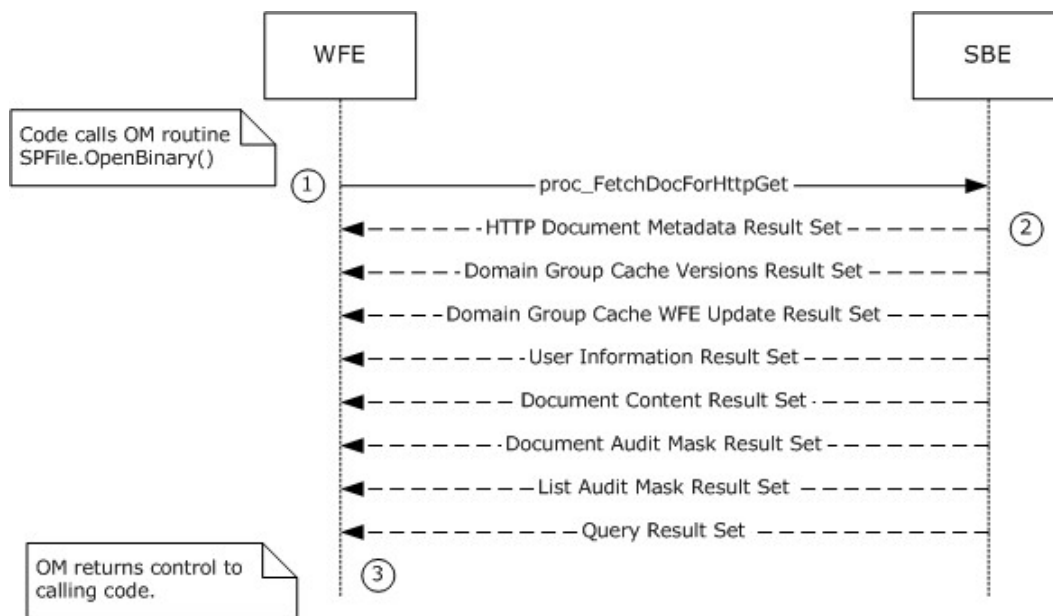 WFE
SBE
Code calls OM routine
SPFile.OpenBinary()
1
proc_FetchDocForHttpGet
HTTP Document Metadata Result Set
2
Domain Group Cache Versions Result Set
Domain Group Cache WFE Update Result Set
User Information Result Set
Document Content Result Set
Document Audit Mask Result Set
List Audit Mask Result Set
Query Result Set
OM returns control to
calling code.
3